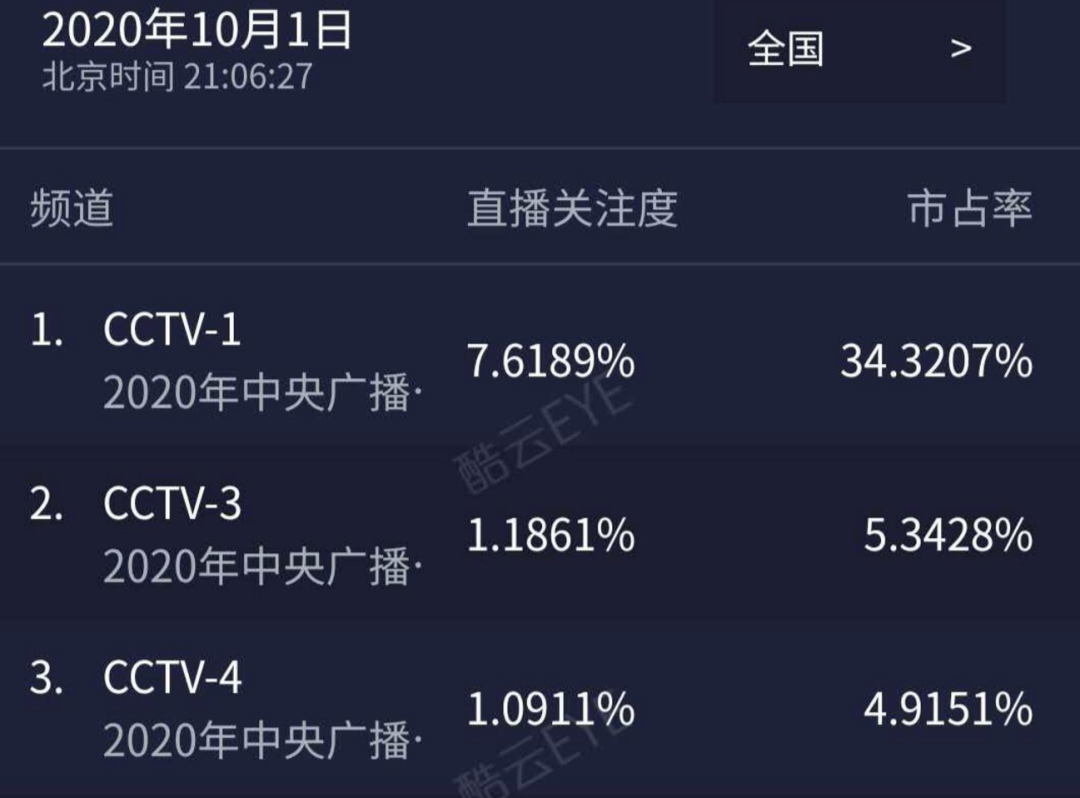 2020年10月1日
北京时间 21:06:27
全国 >
频道 直播关注度 市占率
1. CCTV-1
2020年中央广播·
7.6189% 34.3207%
酷云EYE
2. CCTV-3
2020年中央广播·
1.1861% 5.3428%
3. CCTV-4
2020年中央广播·
1.0911% 4.9151%
酷云EYE